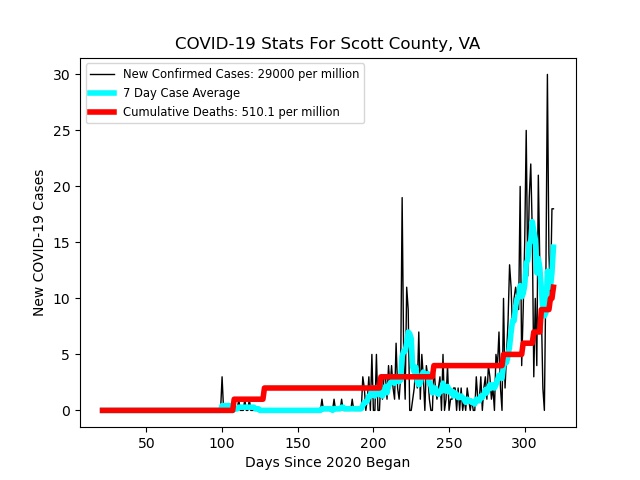 COVID-19 Stats For Scott County, VA
New Confirmed Cases: 29000 per million
7 Day Case Average
Cumulative Deaths: 510.1 per million
New COVID-19 Cases
30
25
20
15
10
5
0
50 100 150 200 250 300
Days Since 2020 Began